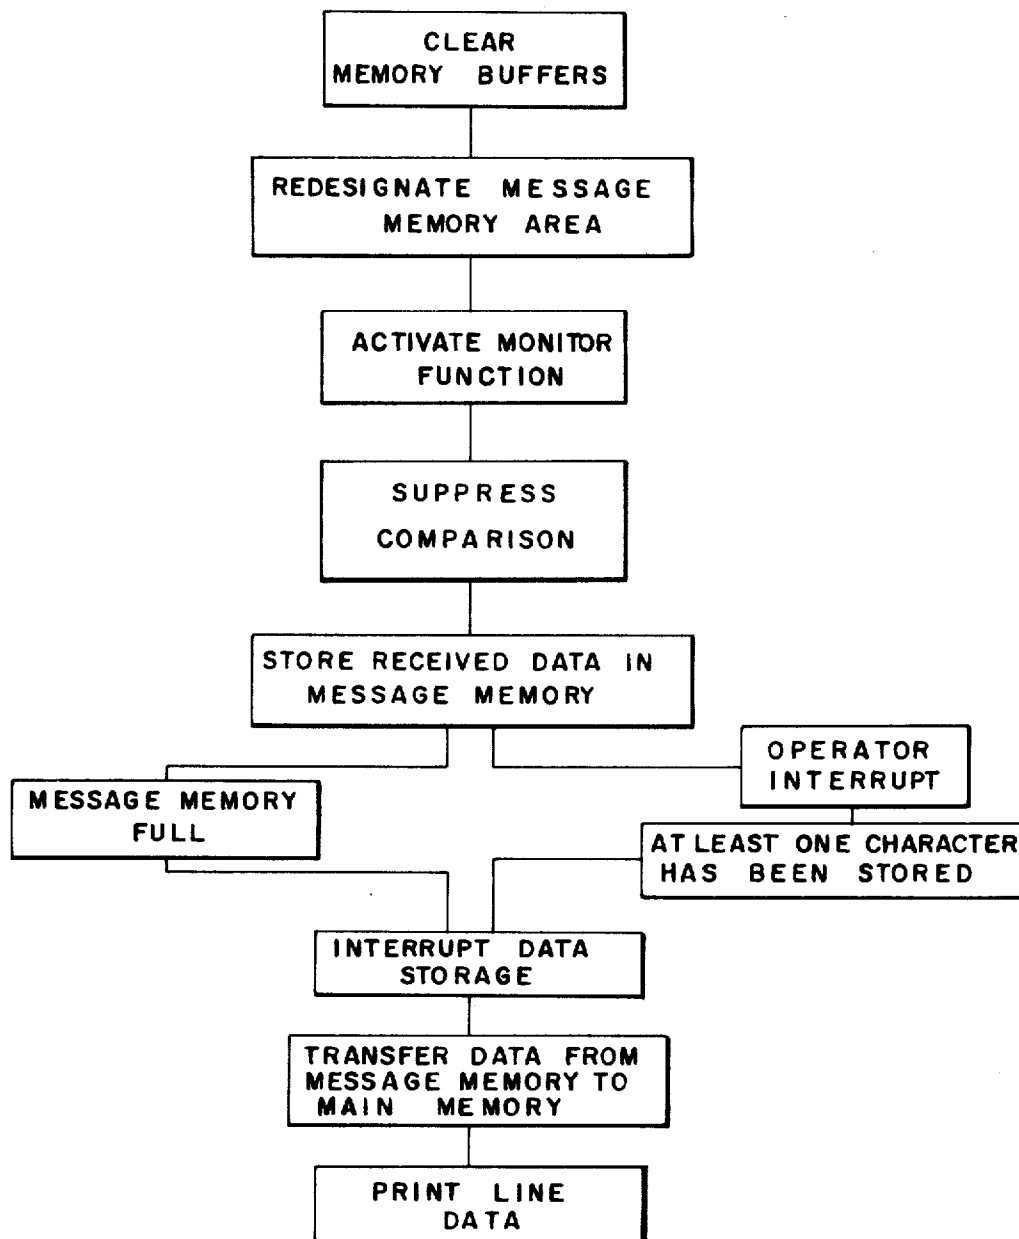 CLEAR
MEMORY BUFFERS
REDESIGNATE MESSAGE
MEMORY AREA
ACTIVATE MONITOR
FUNCTION
SUPPRESS
COMPARISON
STORE RECEIVED DATA IN
MESSAGE MEMORY
MESSAGE MEMORY
FULL
OPERATOR
INTERRUPT
AT LEAST ONE CHARACTER
HAS BEEN STORED
INTERRUPT DATA
STORAGE
TRANSFER DATA FROM
MESSAGE MEMORY TO
MAIN MEMORY
PRINT LINE
DATA